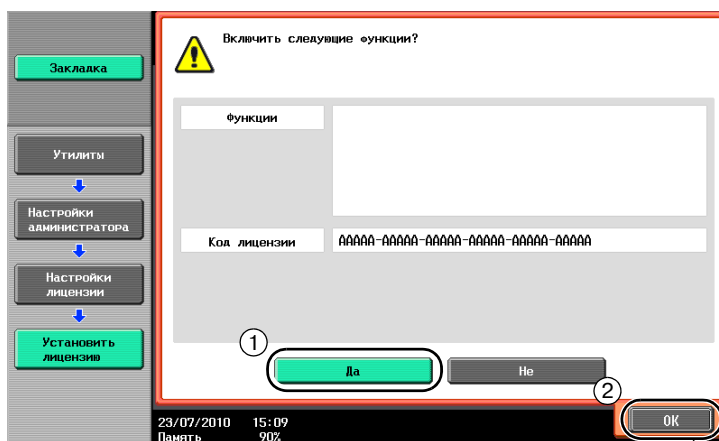 Включить следующие функции?
Закладка
Функции
Утилиты
Настройки
администратора
Код лицензии
AAAAA-AAAAA-AAAAA-AAAAA-AAAAA-AAAAA
Настройки
лицензии
Установить
лицензию
1
Да
Не
2
OK
23/07/2010 15:09
Память 90%